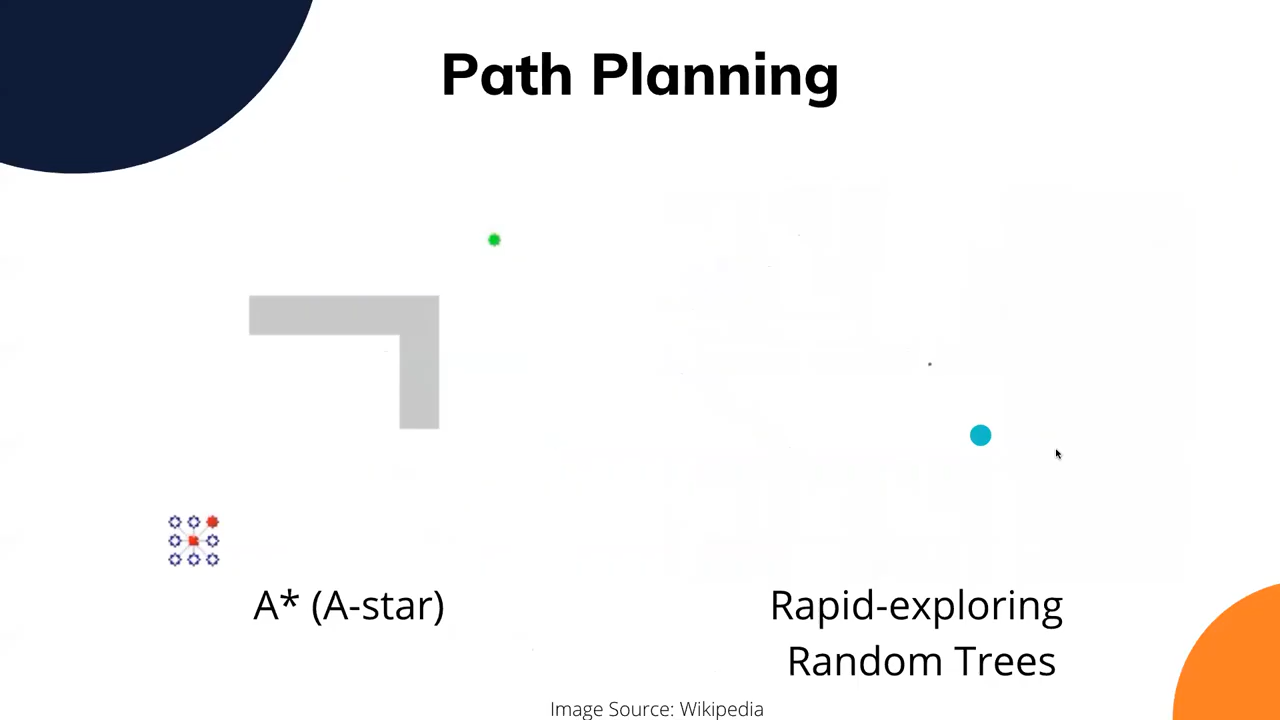 Path Planning
A* (A-star)
Rapid-exploring
Random Trees
Image Source: Wikipedia